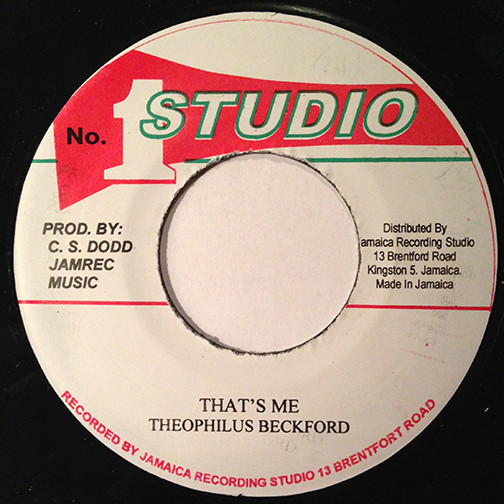 No. 1 STUDIO
PROD. BY:
C. S. DODD
JAMREC
MUSIC
Distributed By
amaica Recording Studio
13 Brentford Road
Kingston 5. Jamaica.
Made In Jamaica
THAT'S ME
THEOPHILUS BECKFORD
RECORDED BY JAMAICA RECORDING STUDIO 13 BRENTFORT ROAD